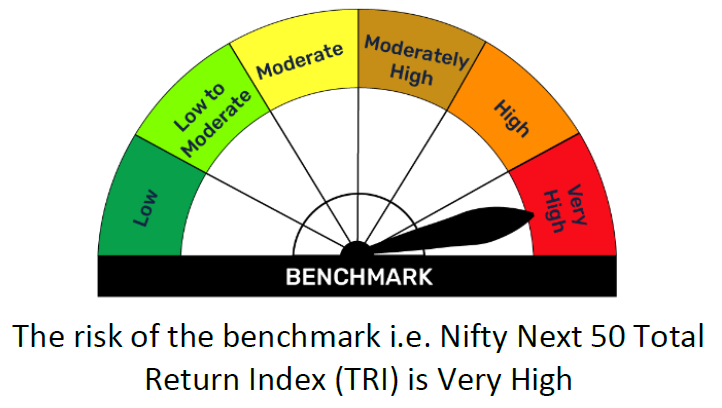 Low
Low to
Moderate
Moderate
Moderately
High
High
Very
High
BENCHMARK
The risk of the benchmark i.e. Nifty Next 50 Total
Return Index (TRI) is Very High